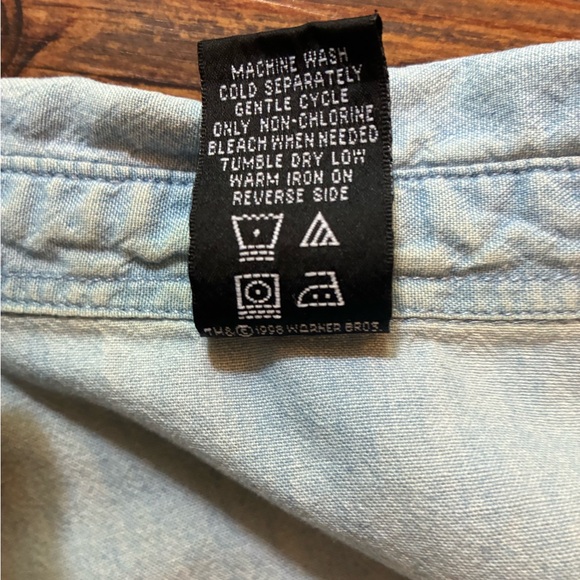 MACHINE WASH
COLD SEPARATELY
GENTLE CYCLE
ONLY NON-CHLORINE
BLEACH WHEN NEEDED
TUMBLE DRY LOW
WARM IRON ON
REVERSE SIDE
TM&©1998 WARNER BROS.